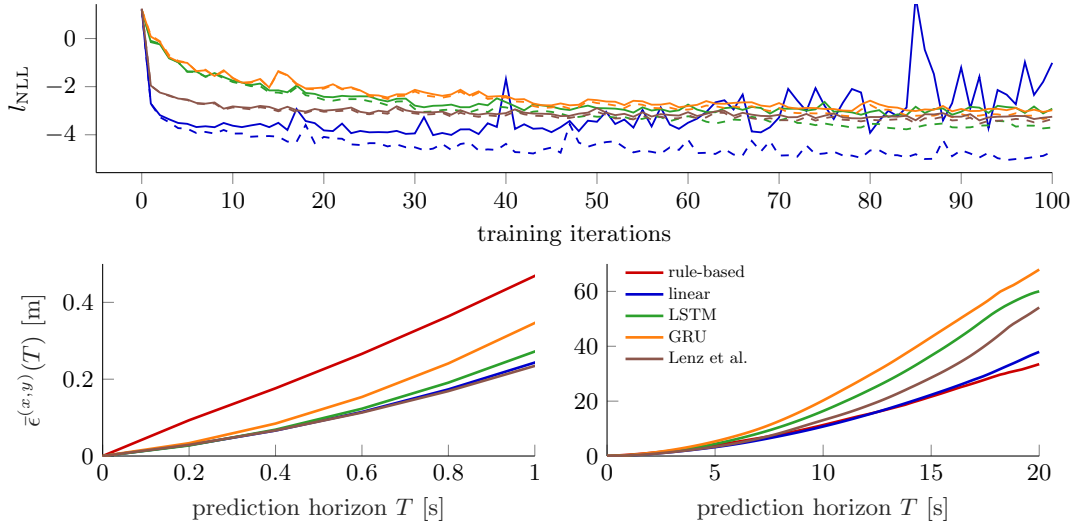 0
−2
−4
l_NLL
0 10 20 30 40 50 60 70 80 90 100
training iterations
0.4
0.2
0
ϵ̄^(x,y)(T) [m]
0 0.2 0.4 0.6 0.8 1
prediction horizon T [s]
60
40
20
0
rule-based
linear
LSTM
GRU
Lenz et al.
0 5 10 15 20
prediction horizon T [s]